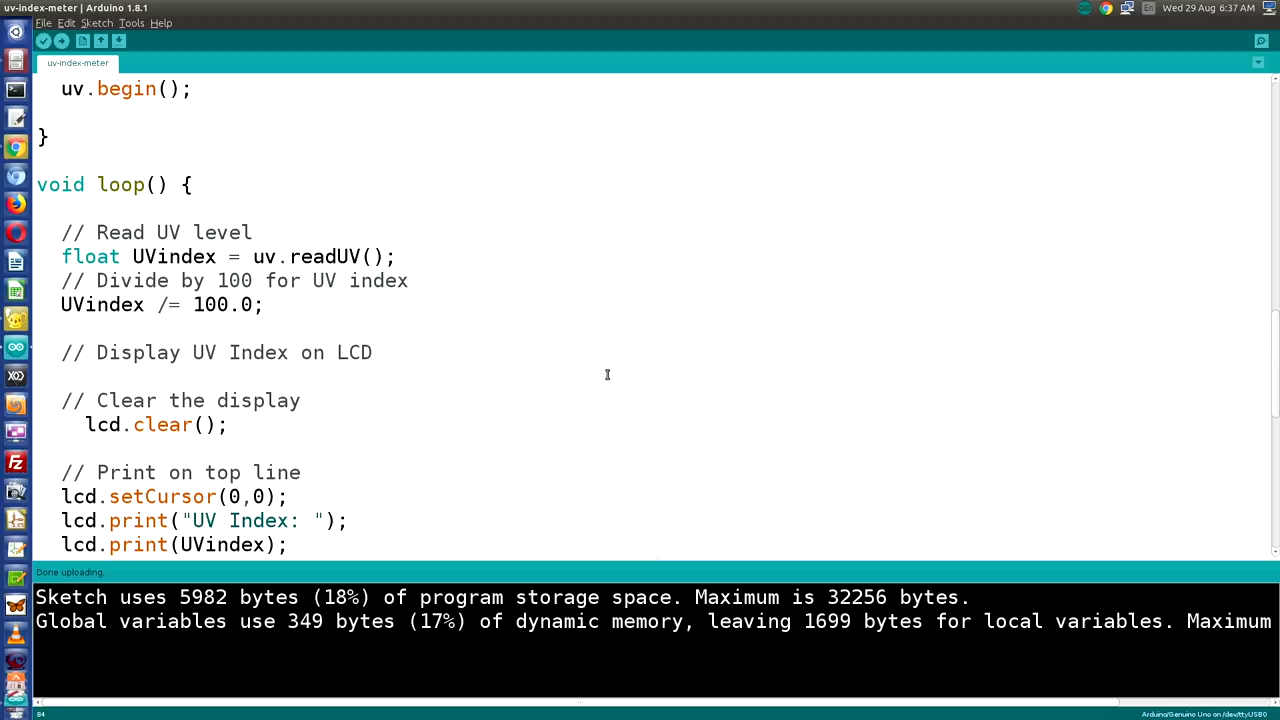 uv-index-meter | Arduino 1.8.1
En Wed 29 Aug 6:37 AM
File Edit Sketch Tools Help
uv-index-meter
uv.begin();
}
void loop() {
// Read UV level
float UVindex = uv.readUV();
// Divide by 100 for UV index
UVindex /= 100.0;
// Display UV Index on LCD
// Clear the display
lcd.clear();
// Print on top line
lcd.setCursor(0,0);
lcd.print("UV Index: ");
lcd.print(UVindex);
Done uploading.
Sketch uses 5982 bytes (18%) of program storage space. Maximum is 32256 bytes.
Global variables use 349 bytes (17%) of dynamic memory, leaving 1699 bytes for local variables. Maximum
84
Arduino/Genuino Uno on /dev/ttyUSB0